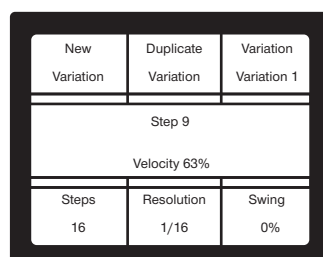 New Duplicate Variation
Variation Variation Variation 1
Step 9
Velocity 63%
Steps Resolution Swing
16 1/16 0%